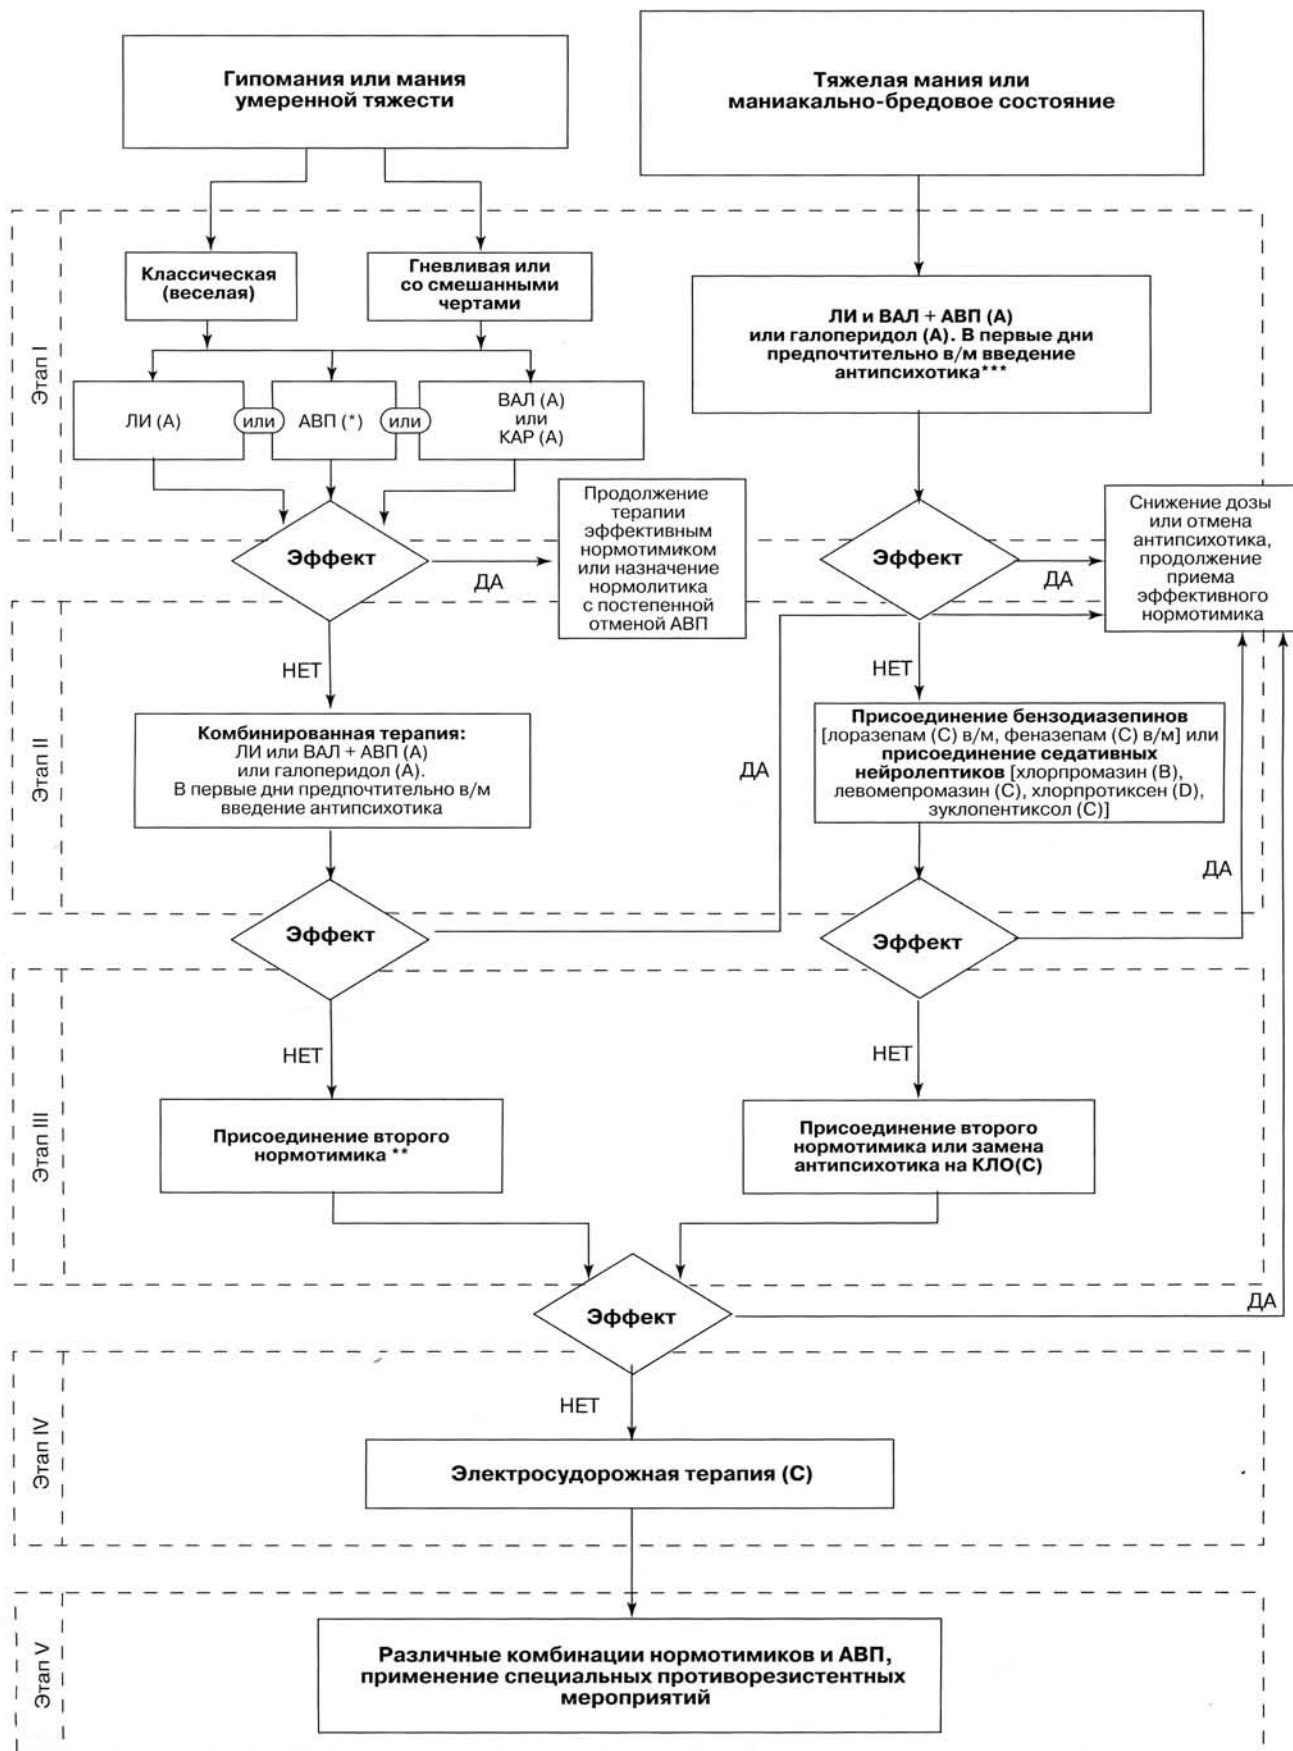 Гипомания или мания
умеренной тяжести
Тяжелая мания или
маниакально-бредовое состояние
Этап I
Классическая
(веселая)
Гневливая или
со смешанными
чертами
ЛИ и ВАЛ + АВП (А)
или галоперидол (А). В первые дни
предпочтительно в/м введение
антипсихотика***
ЛИ (А)
или
АВП (*)
или
ВАЛ (А)
или
КАР (А)
Эффект
ДА
Продолжение
терапии
эффективным
нормотимиком
или назначение
нормолитика
с постепенной
отменой АВП
Эффект
ДА
Снижение дозы
или отмена
антипсихотика,
продолжение
приема
эффективного
нормотимика
Этап II
НЕТ
НЕТ
Комбинированная терапия:
ЛИ или ВАЛ + АВП (А)
или галоперидол (А).
В первые дни предпочтительно в/м
введение антипсихотика
ДА
Присоединение бензодиазепинов
[лоразепам (С) в/м, феназепам (С) в/м] или
присоединение седативных
нейролептиков [хлорпромазин (В),
левомепромазин (С), хлорпротиксен (D),
зуклопентиксол (С)]
ДА
Эффект
Эффект
Этап III
НЕТ
НЕТ
Присоединение второго
нормотимика **
Присоединение второго
нормотимика или замена
антипсихотика на КЛО(С)
Эффект
ДА
Этап IV
НЕТ
Электросудорожная терапия (С)
Этап V
Различные комбинации нормотимиков и АВП,
применение специальных противорезистентных
мероприятий